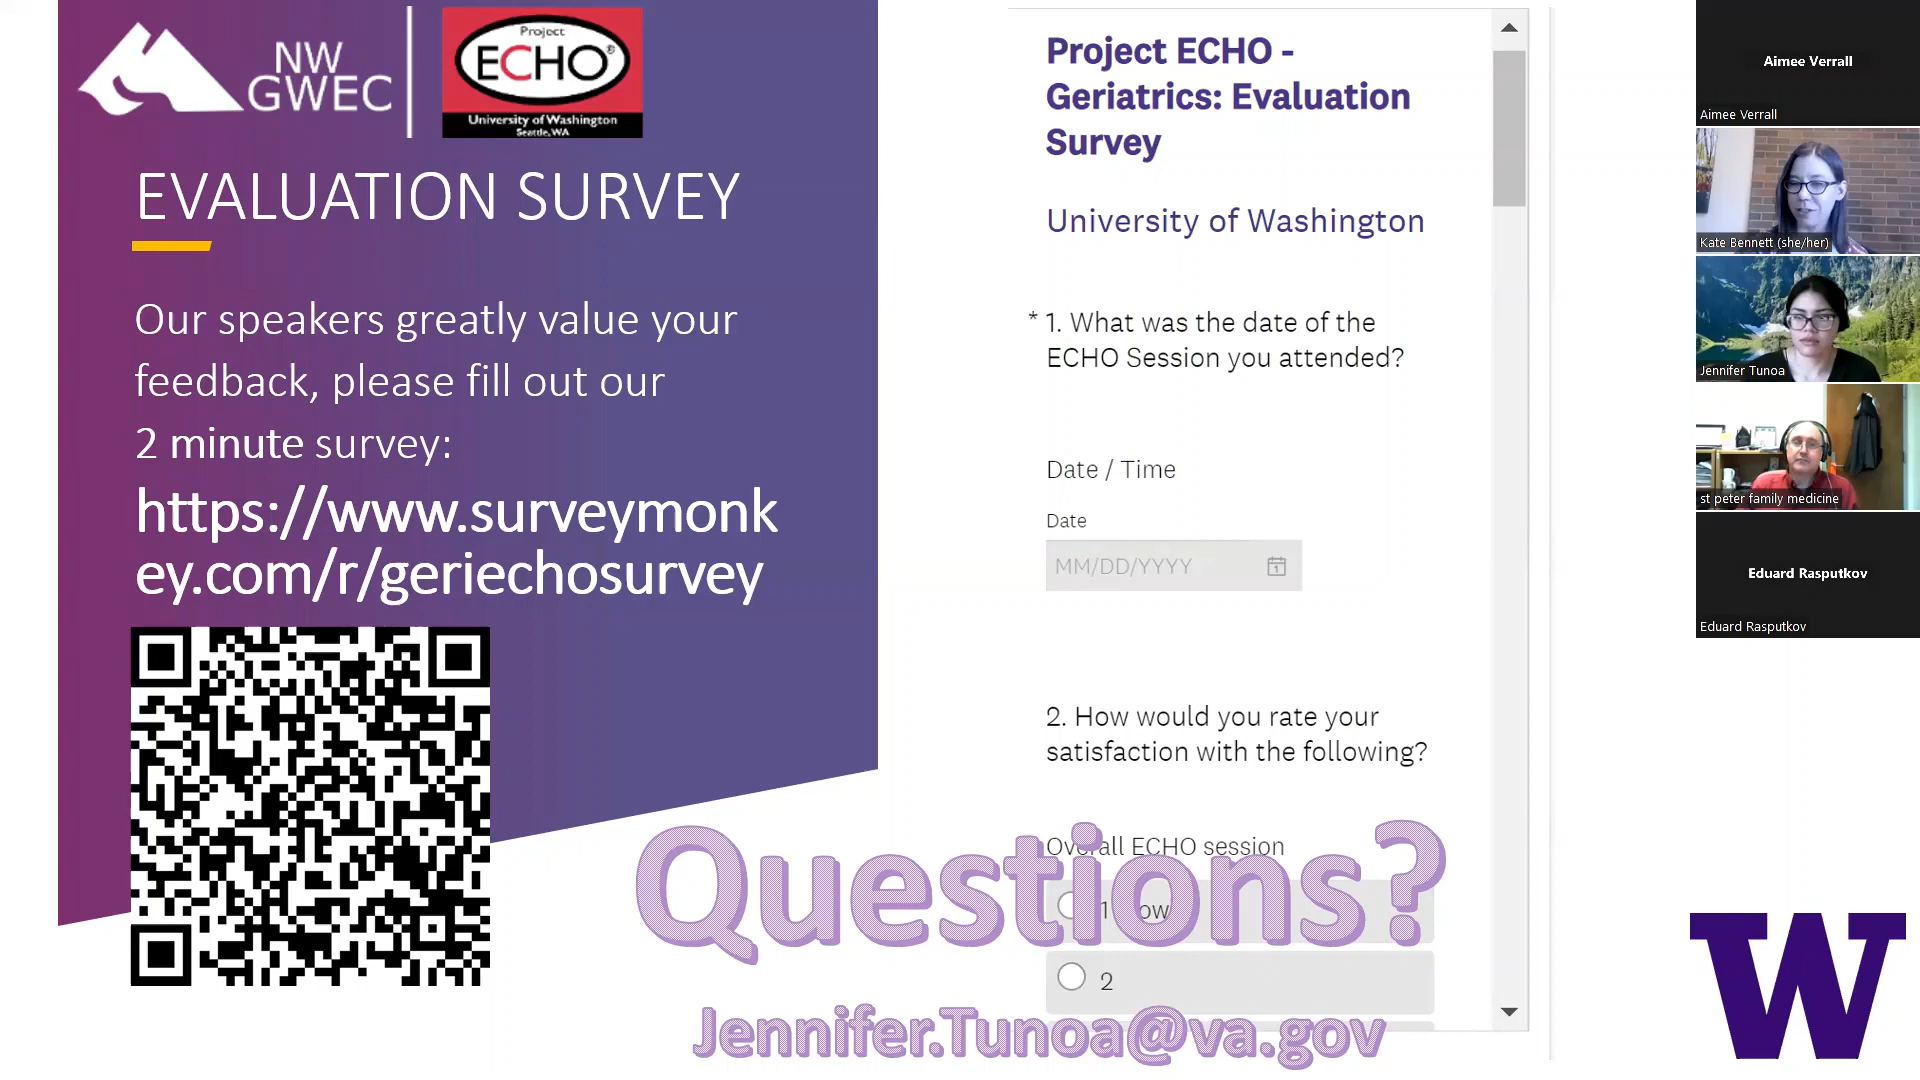 NW
GWEC
Project
ECHO®
University of Washington
Seattle, WA
EVALUATION SURVEY
Our speakers greatly value your
feedback, please fill out our
2 minute survey:
https://www.surveymonk
ey.com/r/geriechosurvey
Project ECHO -
Geriatrics: Evaluation
Survey
University of Washington
* 1. What was the date of the
ECHO Session you attended?
Date / Time
Date
MM/DD/YYYY
2. How would you rate your
satisfaction with the following?
Overall ECHO session
1
2
Questions?
Jennifer.Tunoa@va.gov
Aimee Verrall
Aimee Verrall
Kate Bennett (she/her)
Jennifer Tunoa
st peter family medicine
Eduard Rasputkov
Eduard Rasputkov
W